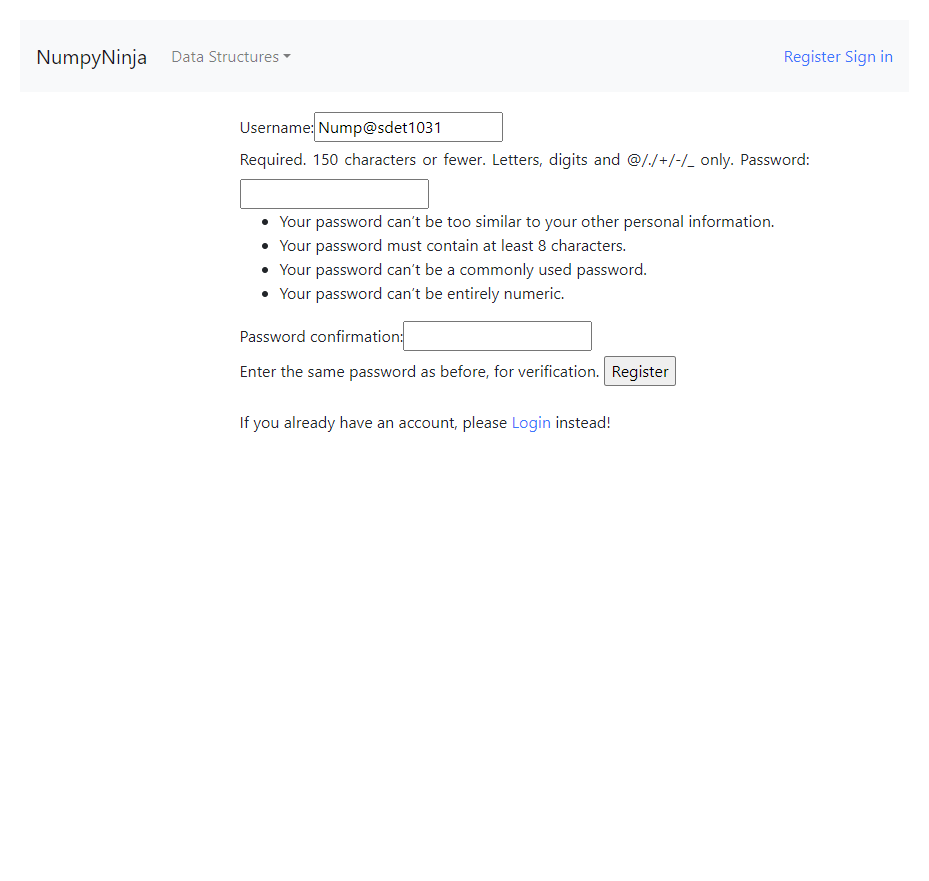 NumpyNinja Data Structures Register Sign in
Username: Nump@sdet1031
Required. 150 characters or fewer. Letters, digits and @/./+/-/_ only. Password:
• Your password can’t be too similar to your other personal information.
• Your password must contain at least 8 characters.
• Your password can’t be a commonly used password.
• Your password can’t be entirely numeric.
Password confirmation:
Enter the same password as before, for verification. Register
If you already have an account, please Login instead!